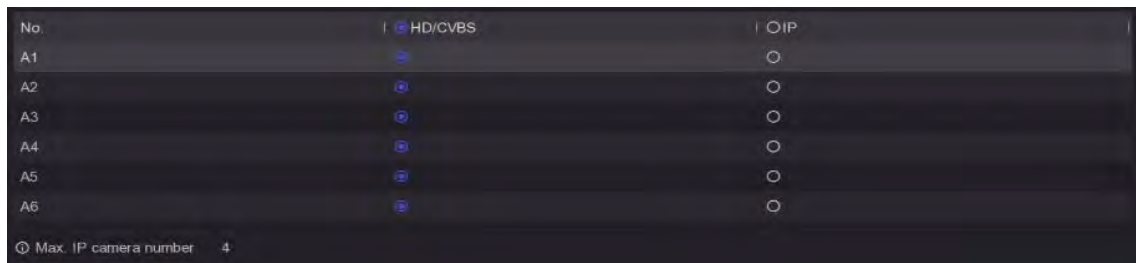 No. HD/CVBS IP
A1
A2
A3
A4
A5
A6
Max. IP camera number 4